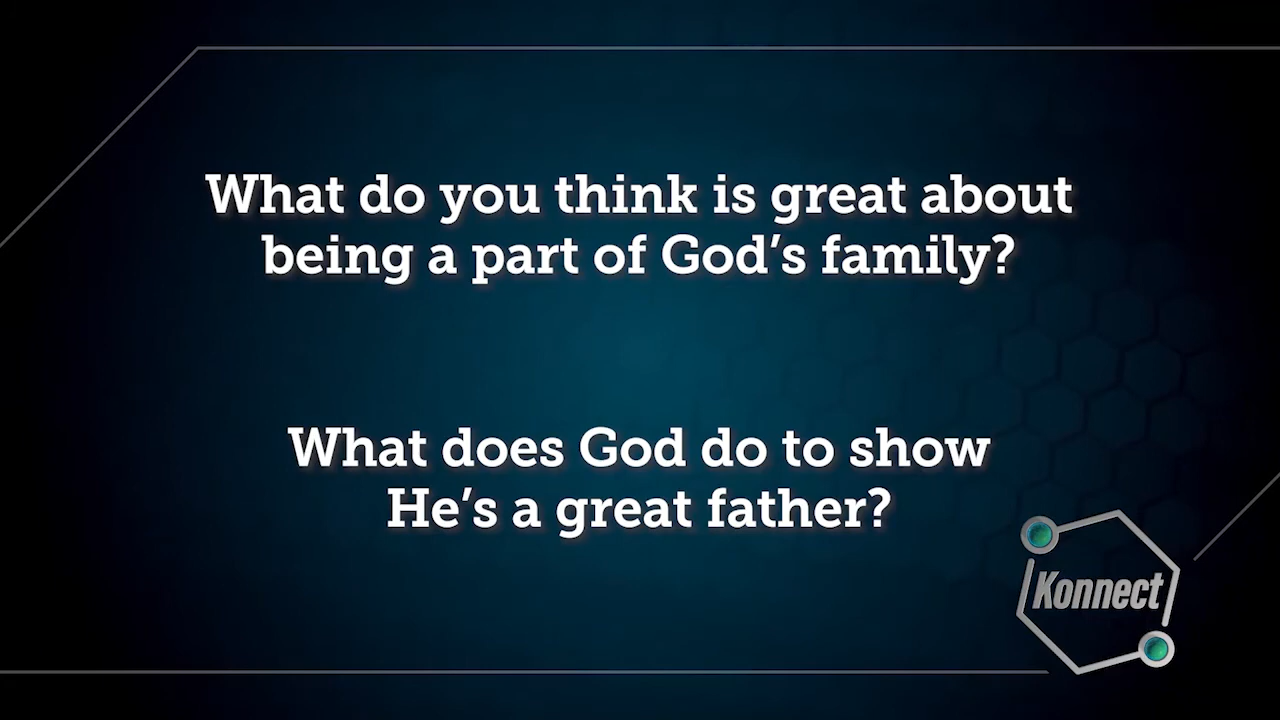 What do you think is great about
being a part of God’s family?
What does God do to show
He’s a great father?
Konnect